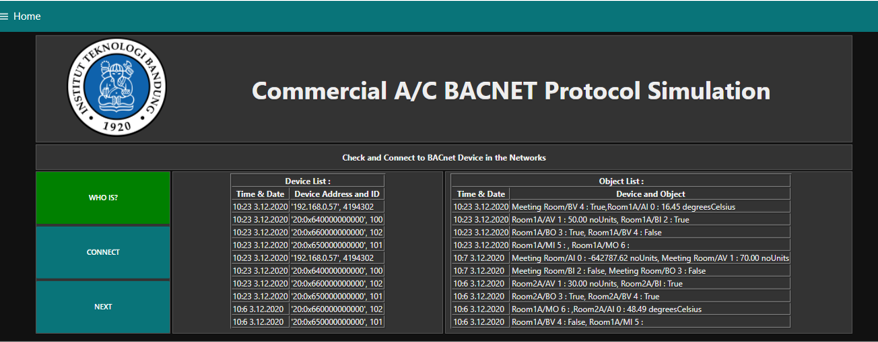 Home
INSTITUT TEKNOLOGI BANDUNG
1920
Commercial A/C BACNET Protocol Simulation
Check and Connect to BACnet Device in the Networks
WHO IS?
CONNECT
NEXT
Device List :
Time & Date Device Address and ID
10:23 3.12.2020 '192.168.0.57', 4194302
10:23 3.12.2020 '20:0x640000000000', 100
10:23 3.12.2020 '20:0x660000000000', 102
10:23 3.12.2020 '20:0x650000000000', 101
10:23 3.12.2020 '192.168.0.57', 4194302
10:23 3.12.2020 '20:0x640000000000', 100
10:23 3.12.2020 '20:0x660000000000', 102
10:23 3.12.2020 '20:0x650000000000', 101
10:6 3.12.2020 '20:0x660000000000', 102
10:6 3.12.2020 '20:0x650000000000', 101
Object List :
Time & Date Device and Object
10:23 3.12.2020 Meeting Room/BV 4 : True,Room1A/AI 0 : 16.45 degreesCelsius
10:23 3.12.2020 Room1A/AV 1 : 50.00 noUnits, Room1A/BI 2 : True
10:23 3.12.2020 Room1A/BO 3 : True, Room1A/BV 4 : False
10:23 3.12.2020 Room1A/MI 5 : , Room1A/MO 6 :
10:7 3.12.2020 Meeting Room/AI 0 : -642787.62 noUnits, Meeting Room/AV 1 : 70.00 noUnits
10:7 3.12.2020 Meeting Room/BI 2 : False, Meeting Room/BO 3 : False
10:6 3.12.2020 Room2A/AV 1 : 30.00 noUnits, Room2A/BI : True
10:6 3.12.2020 Room2A/BO 3 : True, Room2A/BV 4 : True
10:6 3.12.2020 Room1A/MO 6 : ,Room2A/AI 0 : 48.49 degreesCelsius
10:6 3.12.2020 Room1A/BV 4 : False, Room1A/MI 5 :